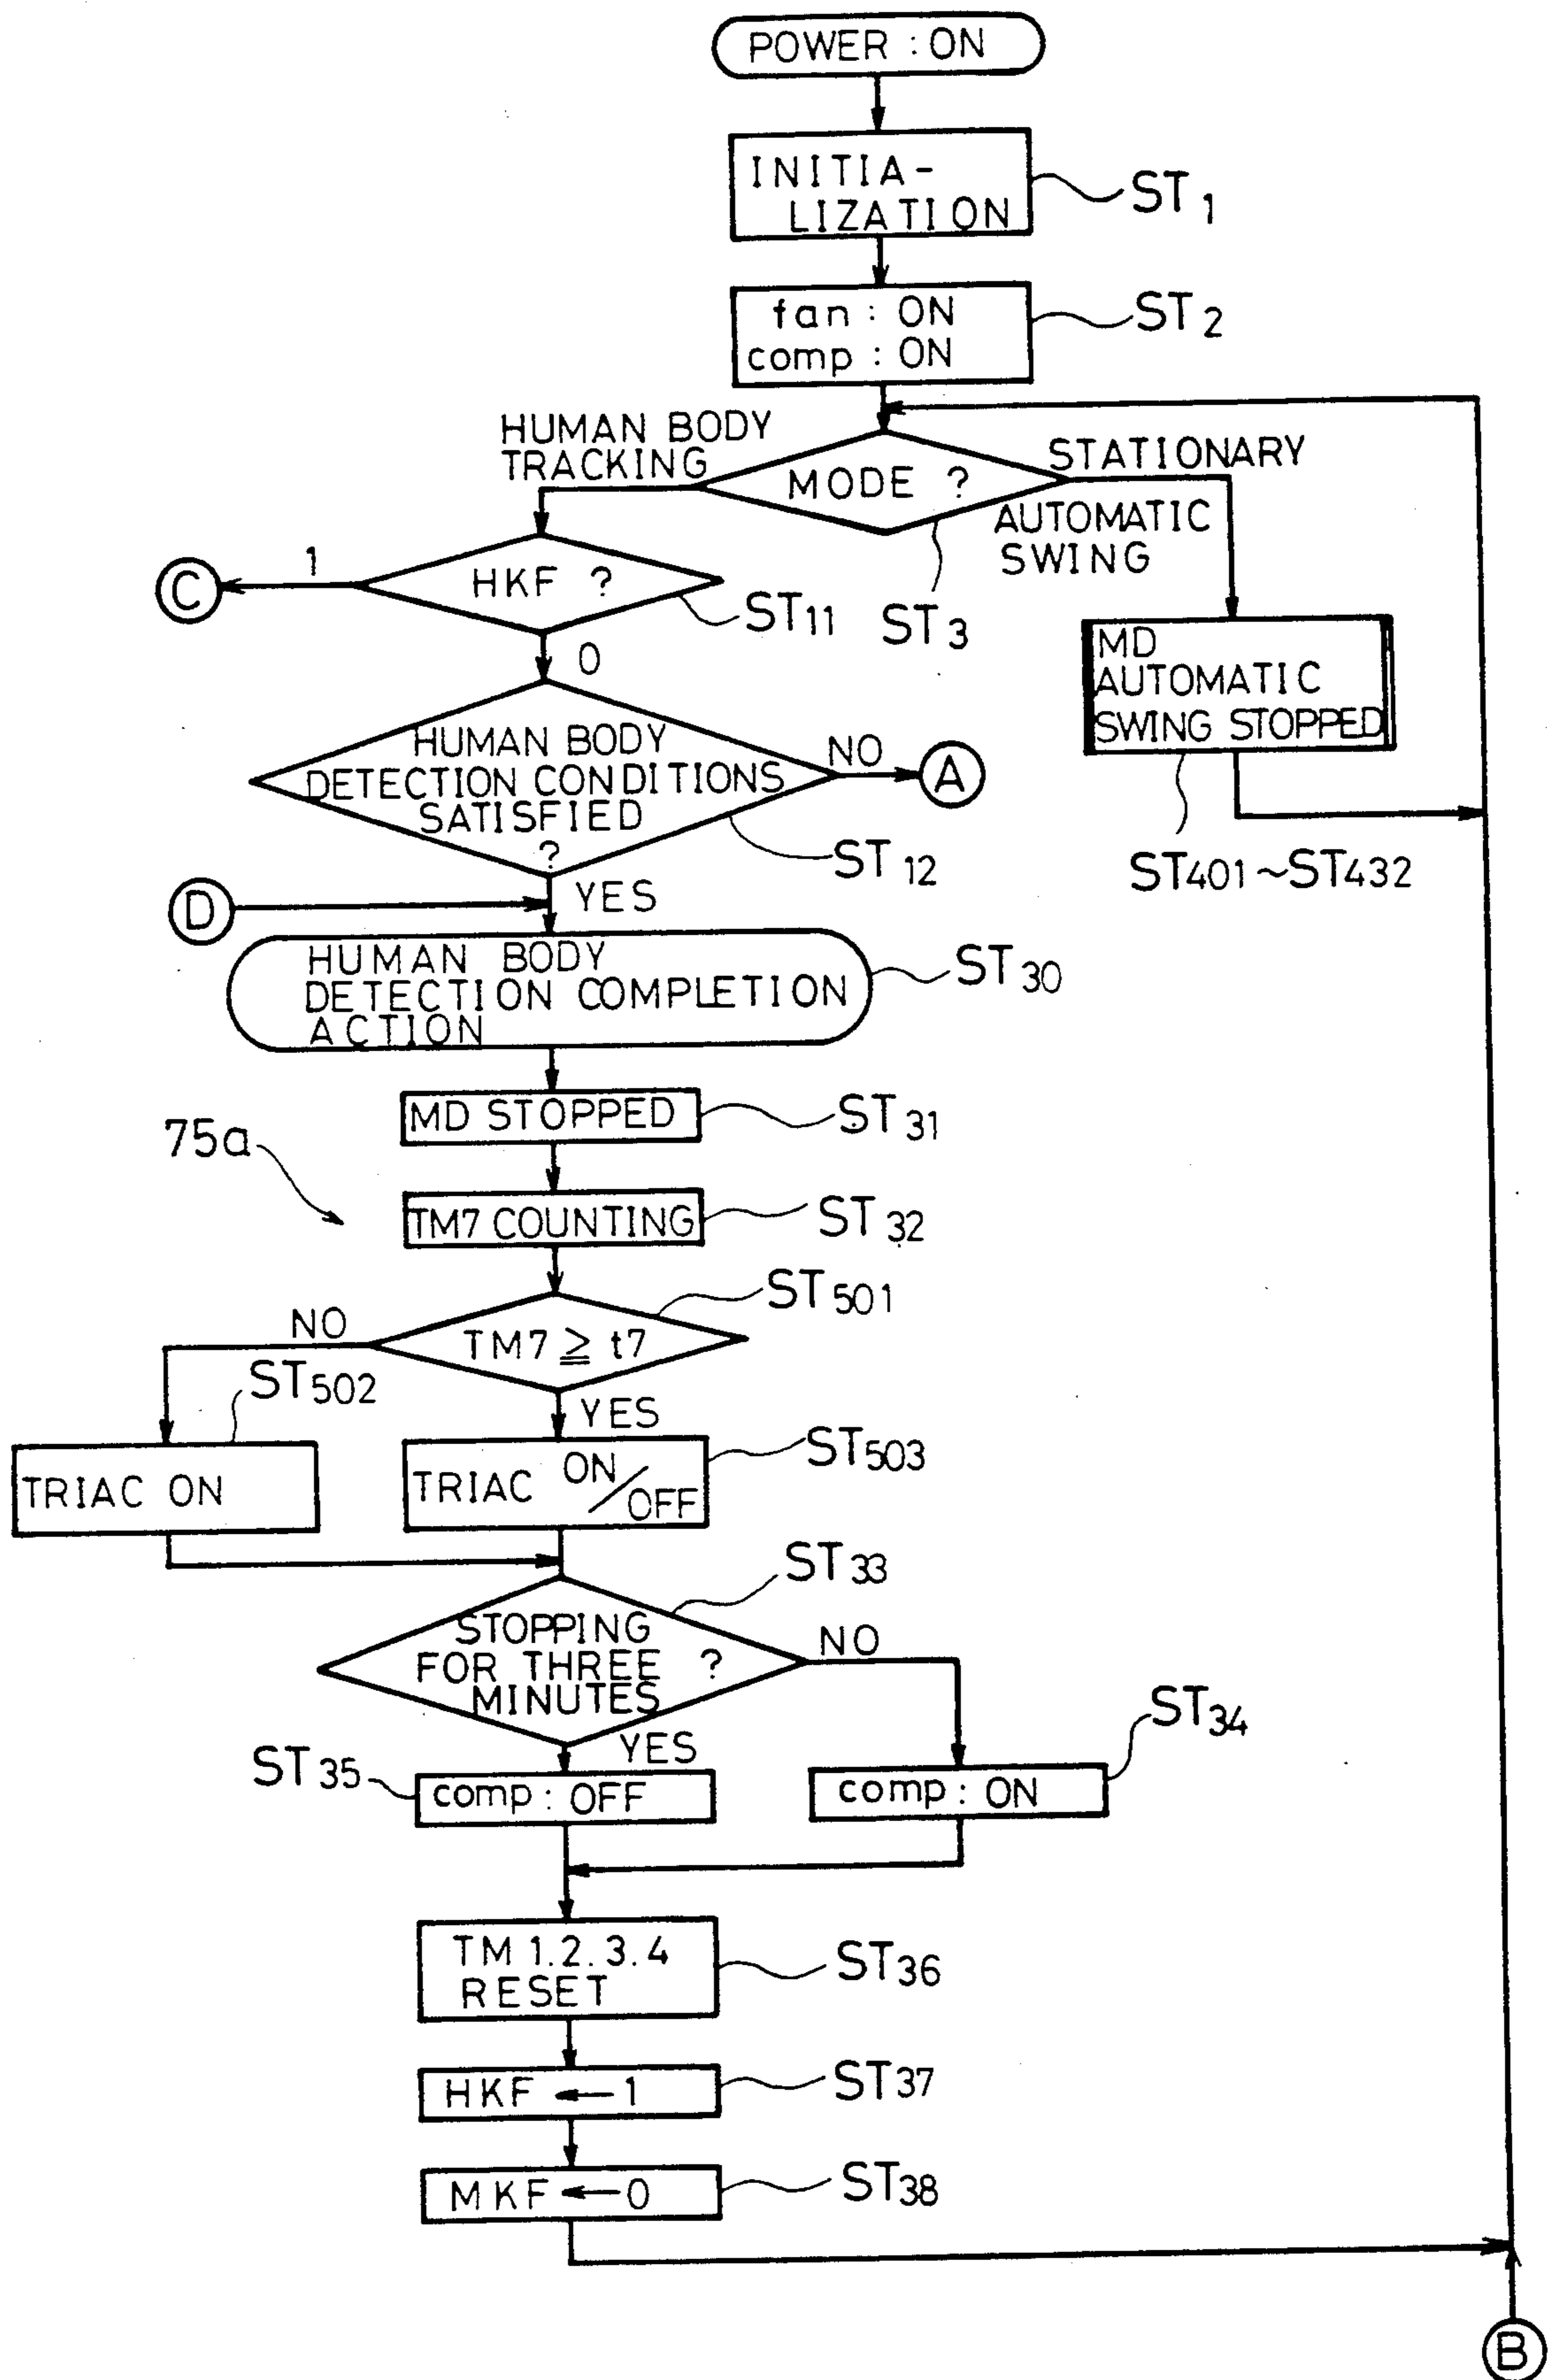 POWER : ON
INITIA-
LIZATION
ST1
fan : ON
comp : ON
ST2
HUMAN BODY
TRACKING
MODE ?
STATIONARY
AUTOMATIC
SWING
ST3
HKF ?
1
C
ST11
0
MD
AUTOMATIC
SWING STOPPED
ST401~ST432
HUMAN BODY
DETECTION CONDITIONS
SATISFIED
?
NO
A
ST12
D
YES
HUMAN BODY
DETECTION COMPLETION
ACTION
ST30
MD STOPPED
ST31
75a
TM7 COUNTING
ST32
TM7 ≧ t7
ST501
NO
ST502
YES
TRIAC ON
TRIAC ON/OFF
ST503
STOPPING
FOR THREE ?
MINUTES
ST33
NO
YES
ST34
ST35
comp : OFF
comp : ON
TM 1.2.3.4
RESET
ST36
HKF ← 1
ST37
MKF ← 0
ST38
B